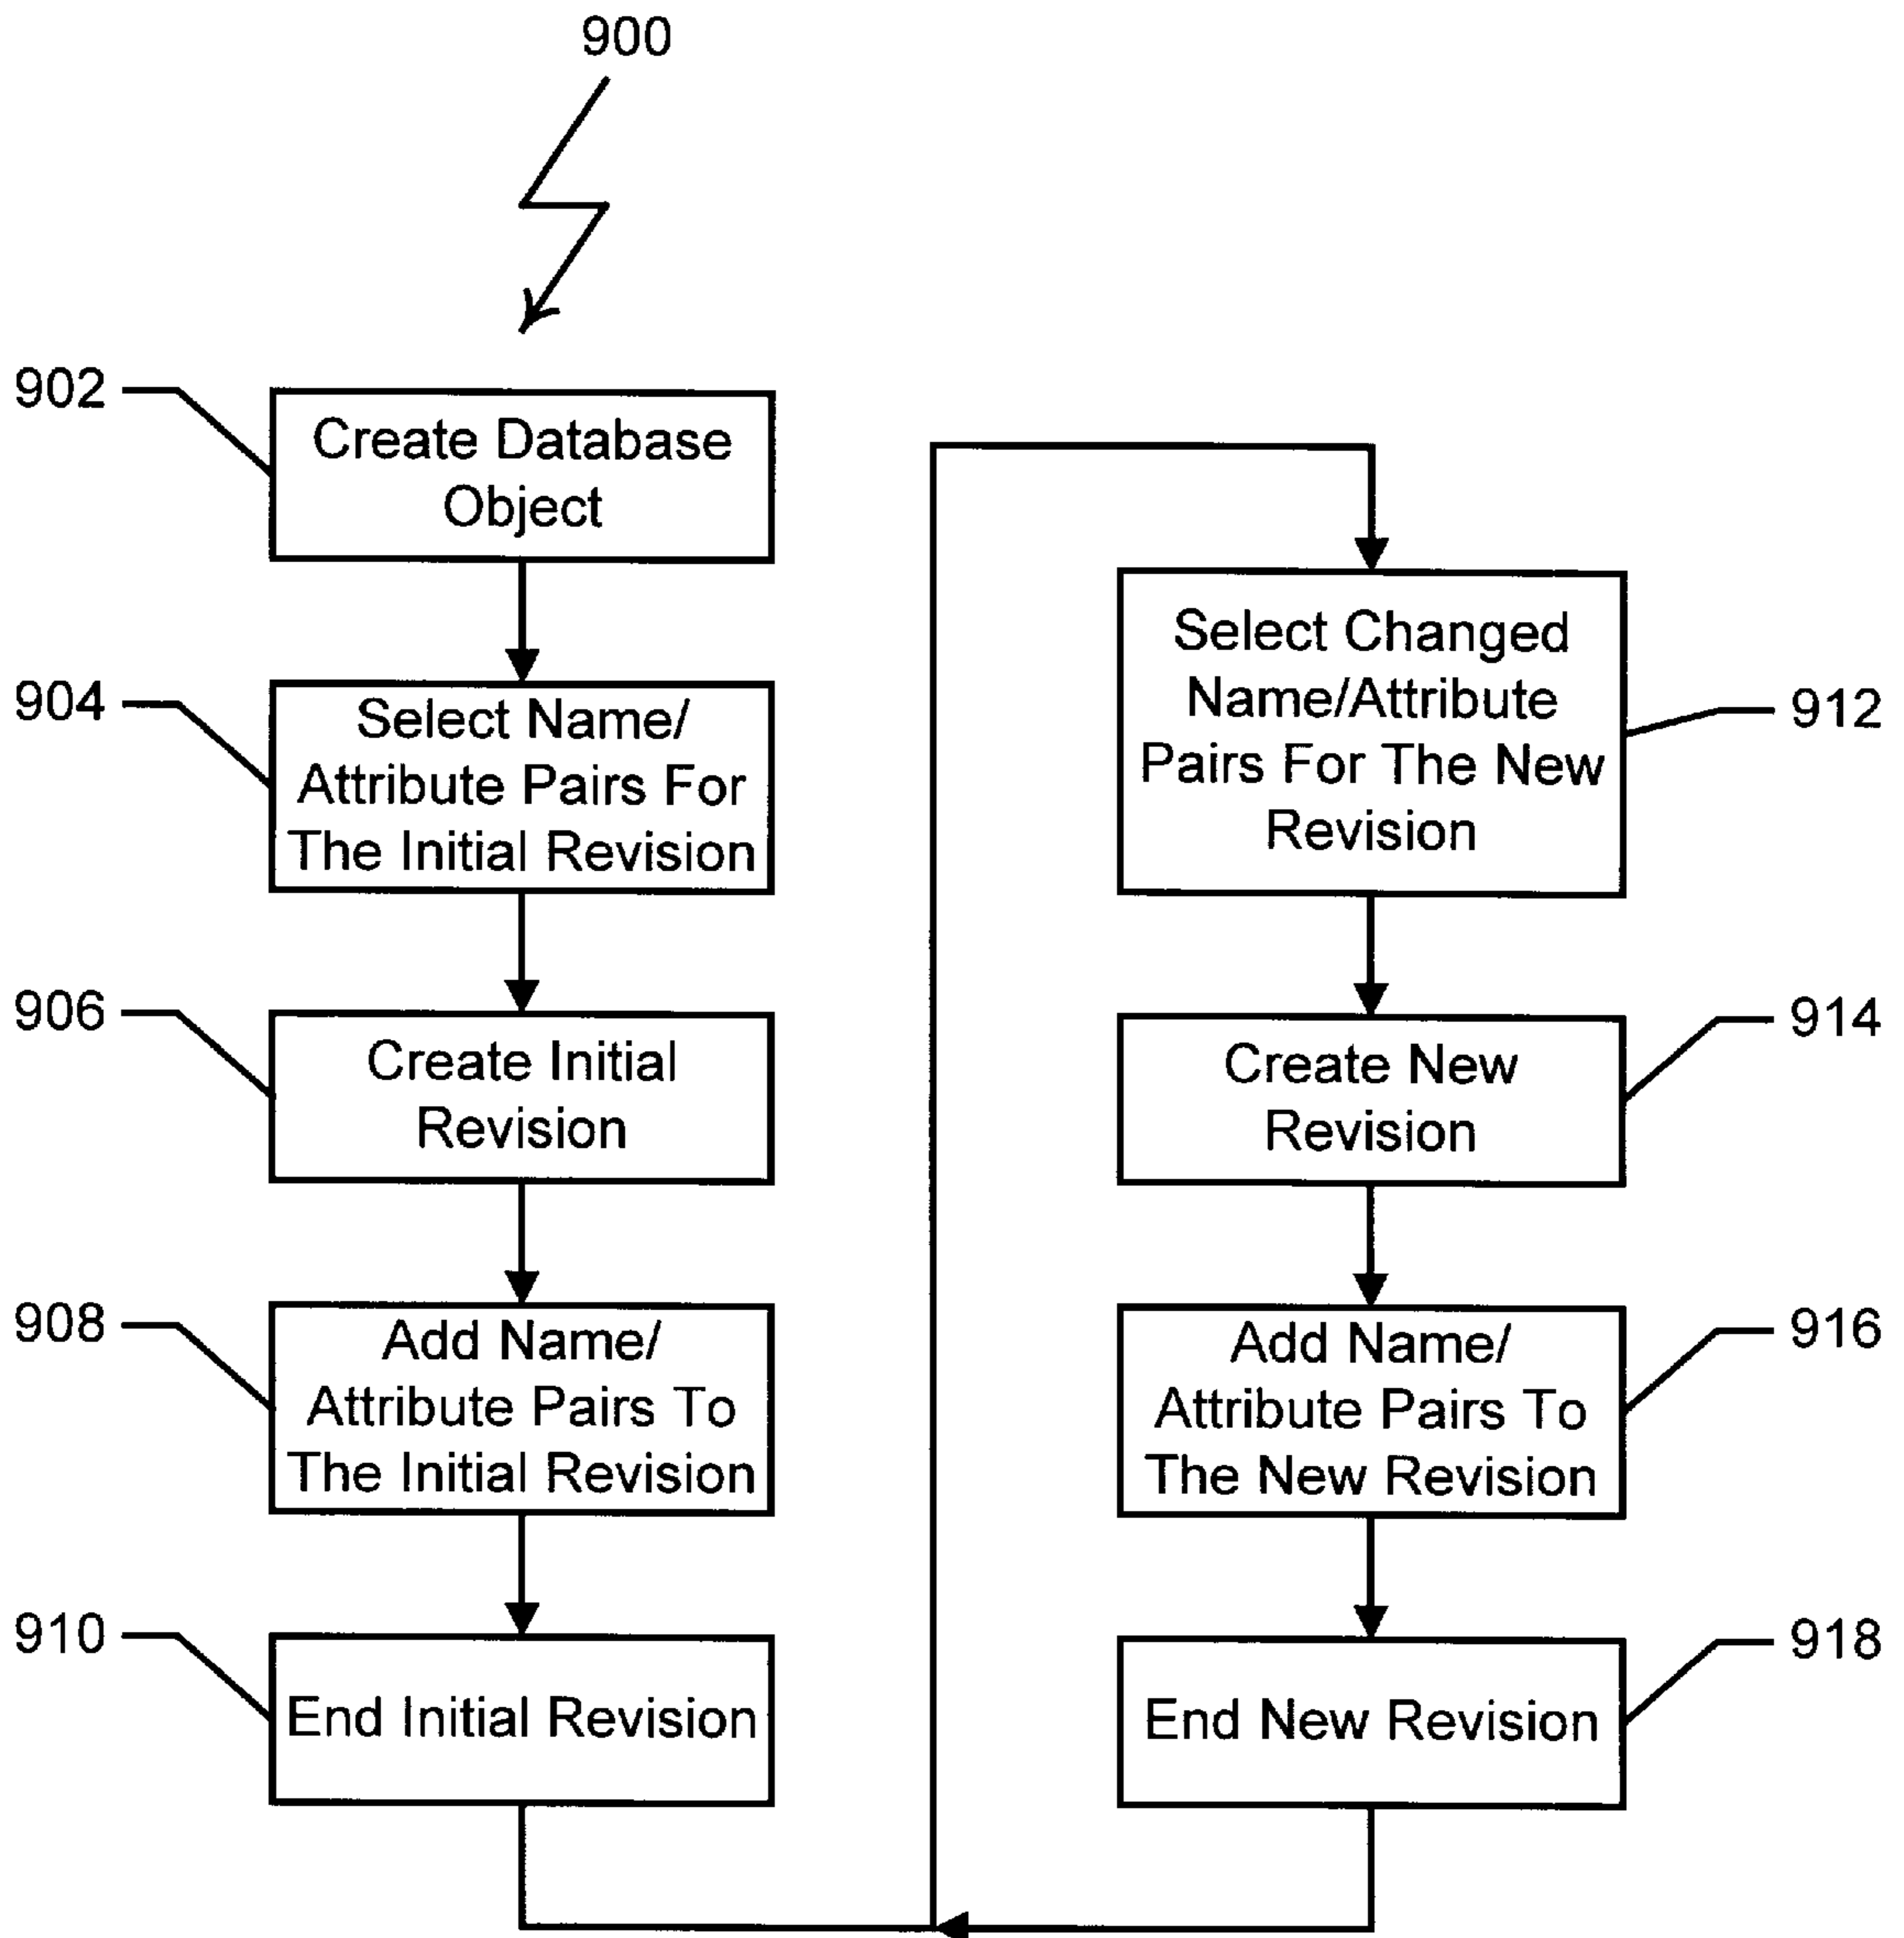 900
902
Create Database
Object
904
Select Name/
Attribute Pairs For
The Initial Revision
906
Create Initial
Revision
908
Add Name/
Attribute Pairs To
The Initial Revision
910
End Initial Revision
Select Changed
Name/Attribute
Pairs For The New
Revision
912
Create New
Revision
914
Add Name/
Attribute Pairs To
The New Revision
916
End New Revision
918